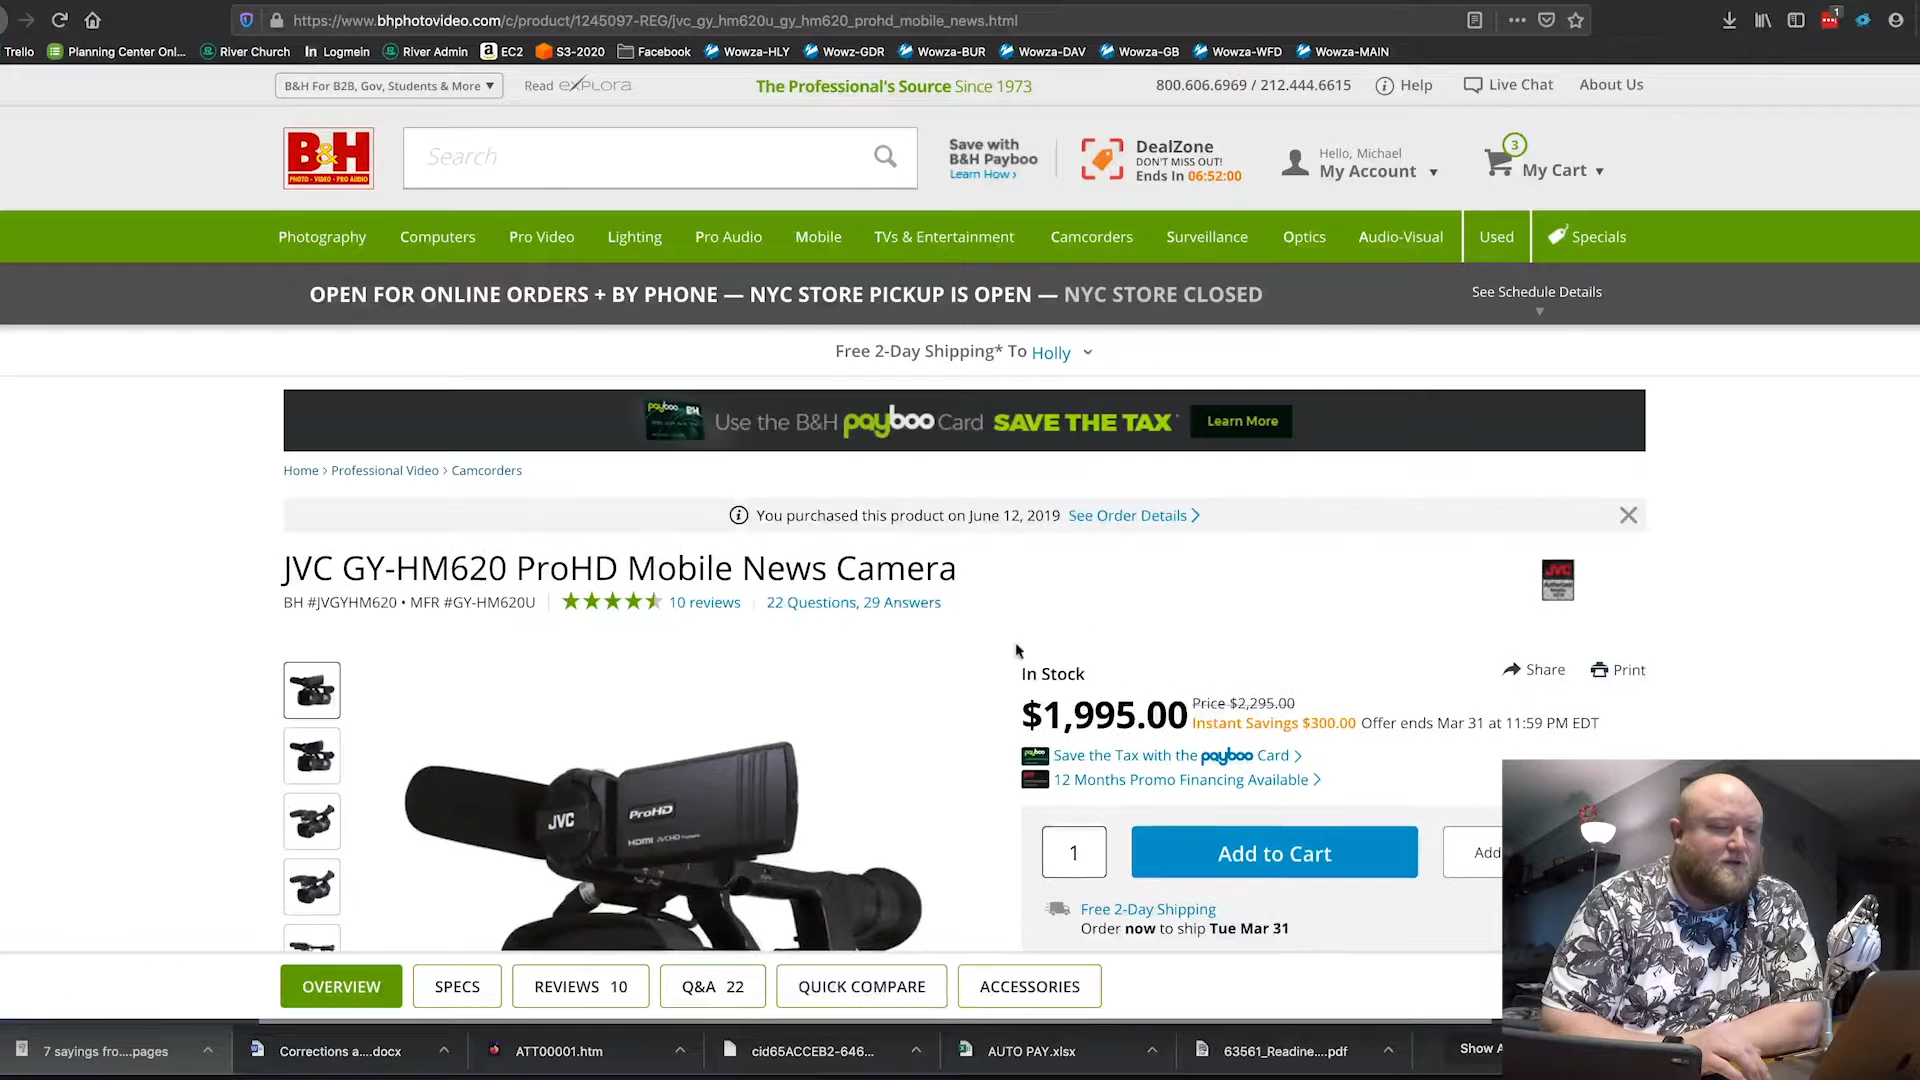 https://www.bhphotovideo.com/c/product/1245097-REG/jvc_gy_hm620u_gy_hm620_prohd_mobile_news.html
1
Trello Planning Center Onl... River Church In Logmein River Admin a EC2 S3-2020 Facebook Wowza-HLY Wowz-GDR Wowza-BUR Wowza-DAV Wowza-GB Wowza-WFD Wowza-MAIN
B&H For B2B, Gov, Students & More ▼ Read eXPLORA The Professional's Source Since 1973 800.606.6969 / 212.444.6615 Help Live Chat About Us
B&H
PHOTO - VIDEO - PRO AUDIO
Search
Save with
B&H Payboo
Learn How ›
DealZone
DON'T MISS OUT!
Ends In 06:52:00
Hello, Michael
My Account ▼
3
My Cart ▼
Photography Computers Pro Video Lighting Pro Audio Mobile TVs & Entertainment Camcorders Surveillance Optics Audio-Visual Used Specials
OPEN FOR ONLINE ORDERS + BY PHONE — NYC STORE PICKUP IS OPEN — NYC STORE CLOSED See Schedule Details
Free 2-Day Shipping* To Holly
payboo BH Use the B&H payboo Card SAVE THE TAX* Learn More
Home › Professional Video › Camcorders
You purchased this product on June 12, 2019 See Order Details >
JVC GY-HM620 ProHD Mobile News Camera
JVC
BH #JVGYHM620 • MFR #GY-HM620U 10 reviews 22 Questions, 29 Answers
In Stock
Share Print
$1,995.00 Price $2,295.00
Instant Savings $300.00 Offer ends Mar 31 at 11:59 PM EDT
Save the Tax with the payboo Card >
12 Months Promo Financing Available >
JVC ProHD
HDMI
1 Add to Cart Add
Free 2-Day Shipping
Order now to ship Tue Mar 31
OVERVIEW SPECS REVIEWS 10 Q&A 22 QUICK COMPARE ACCESSORIES
7 sayings fro....pages Corrections a....docx ATT00001.htm cid65ACCEB2-646... AUTO PAY.xlsx 63561_Readine....pdf Show A